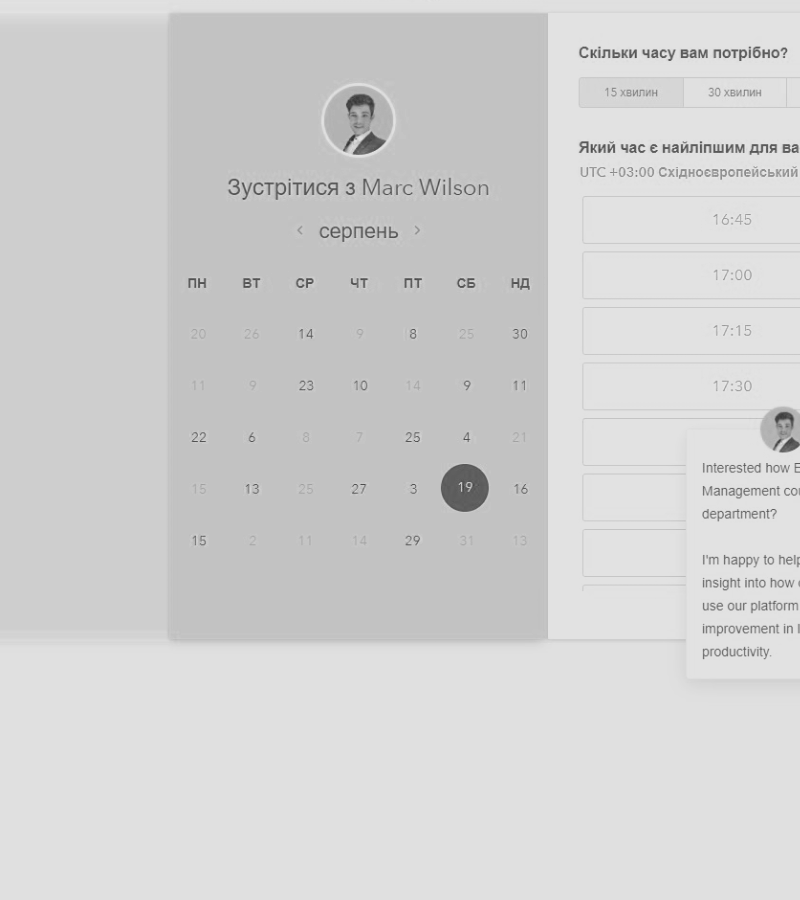 Зустрітися з Marc Wilson
‹ серпень ›
ПН ВТ СР ЧТ ПТ СБ НД
20 26 14 9 8 25 30
11 9 23 10 14 9 11
22 6 8 7 25 4 21
15 13 25 27 3 19 16
15 2 11 14 29 31 13
Скільки часу вам потрібно?
15 хвилин 30 хвилин
Який час є найліпшим для ва
UTC +03:00 Східноєвропейський
16:45
17:00
17:15
17:30
Interested how E
Management cou
department?
I'm happy to help
insight into how
use our platform
improvement in
productivity.